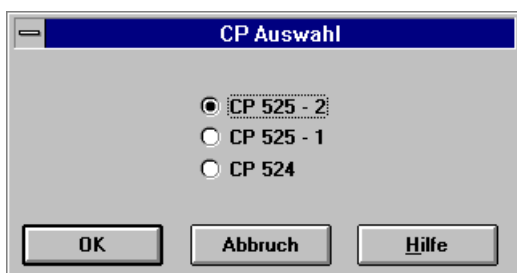 CP Auswahl
CP 525 - 2
CP 525 - 1
CP 524
OK Abbruch Hilfe